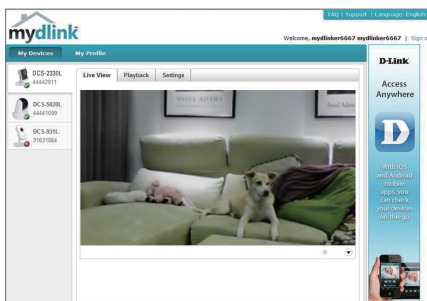 FAQ | Support | Language: English
mydlink
Welcome, mydlinker6667 mydlinker6667 | Sign
My Devices
My Profile
DCS-2330L
44442911
DCS-5020L
44441099
DCS-931L
31631064
Live View
Playback
Settings
ANSEL ADAMS
D-Link
Access
Anywhere
With iOS
and Android
mobile
apps, you
can check
your devices
on-the-go